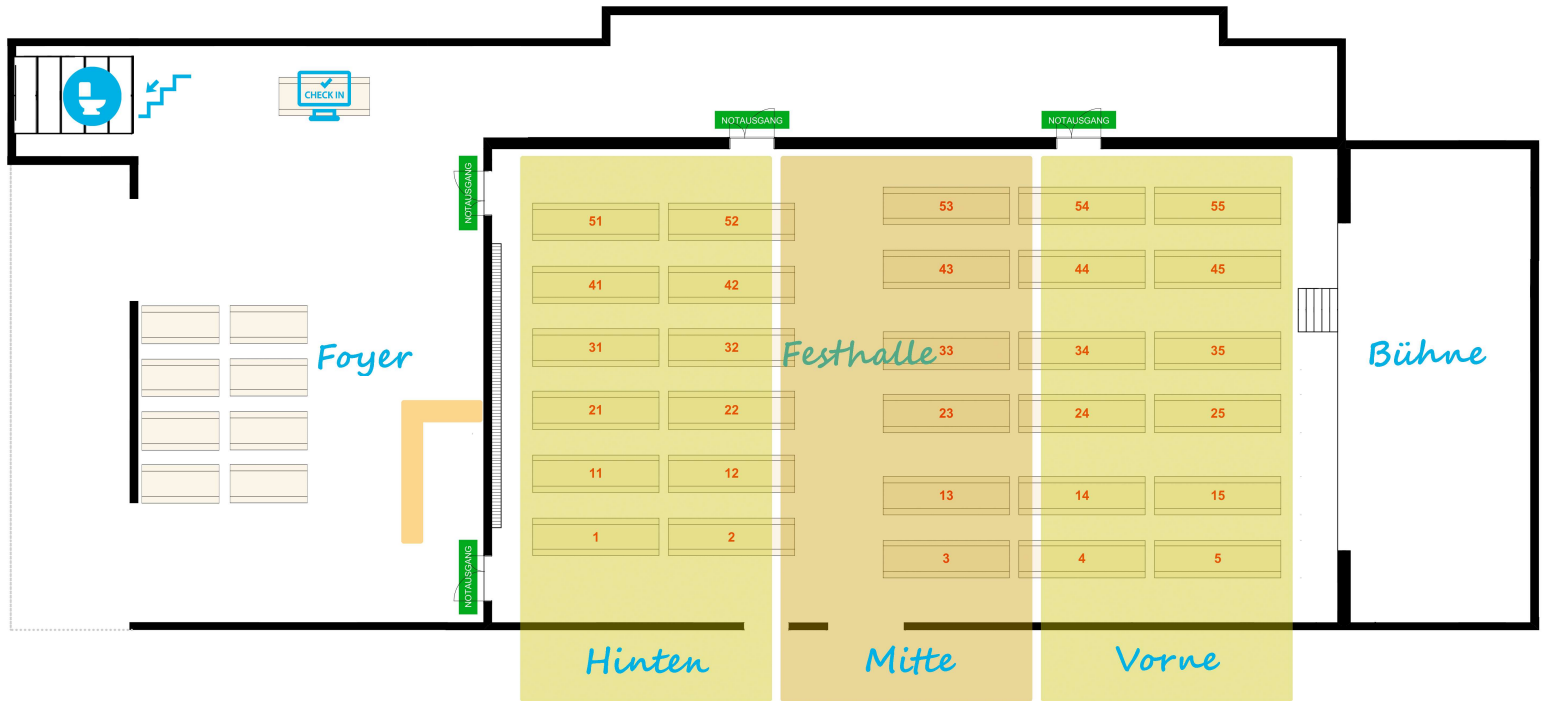 CHECK IN
NOTAUSGANG
NOTAUSGANG
NOTAUSGANG
53 54 55
51 52
43 44 45
41 42
Foyer
31 32
Festhalle
33 34 35
Bühne
21 22
23 24 25
11 12
13 14 15
1 2
3 4 5
NOTAUSGANG
Hinten
Mitte
Vorne